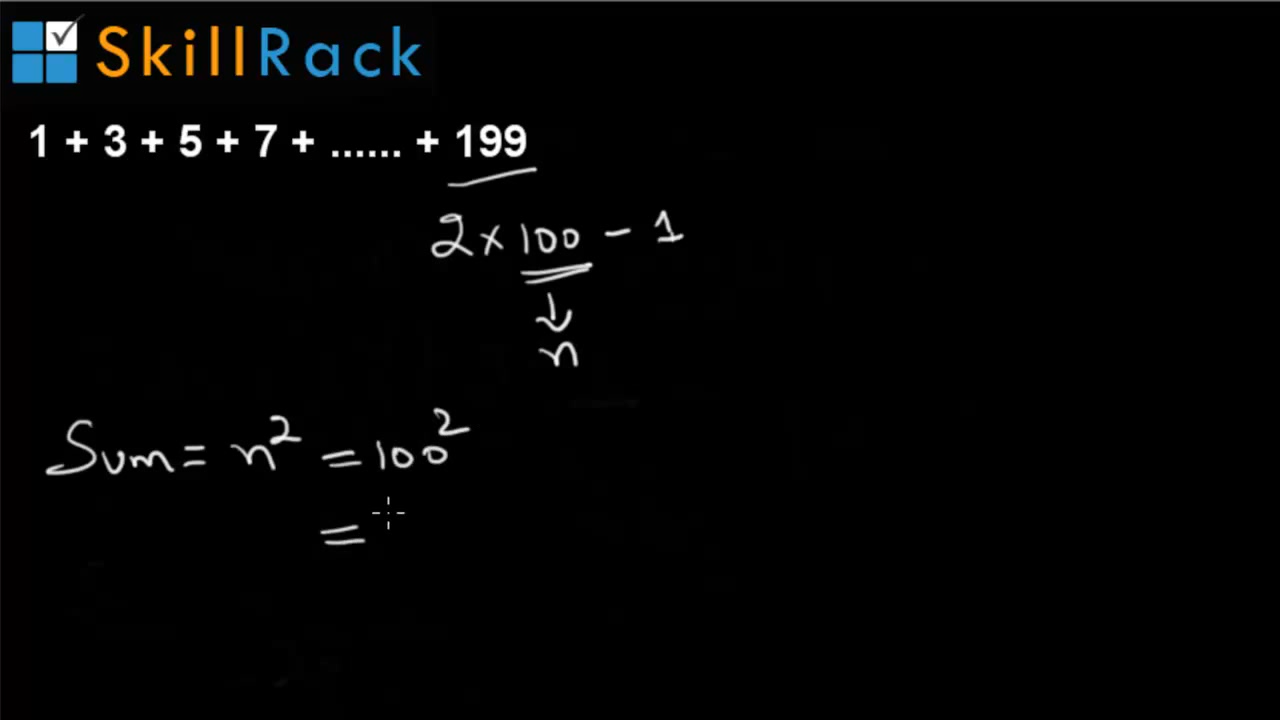 SkillRack
1 + 3 + 5 + 7 + ...... + 199
2 × 100 - 1
↓
n
Sum = n² = 100²
=